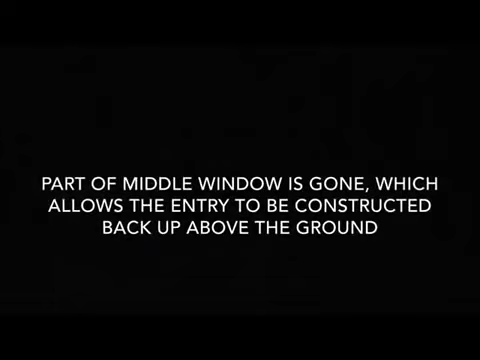 PART OF MIDDLE WINDOW IS GONE, WHICH
ALLOWS THE ENTRY TO BE CONSTRUCTED
BACK UP ABOVE THE GROUND